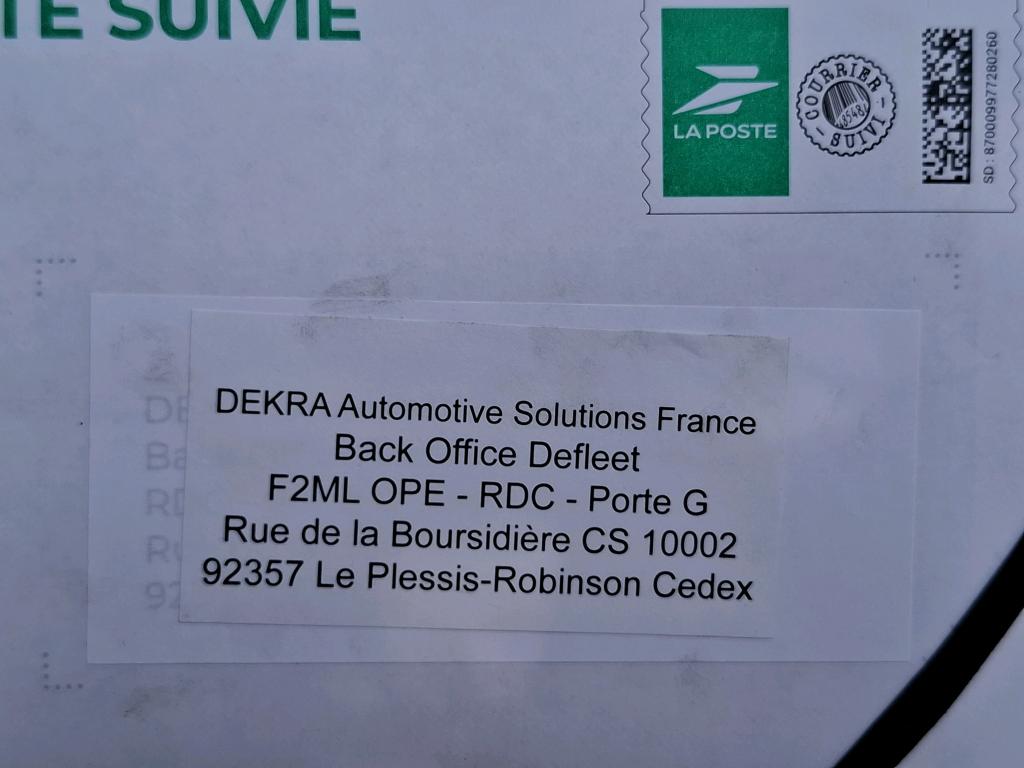 TE SUIVIE
LA POSTE
COURRIER - SUIVI -
SD : 87000997728O260
DEKRA Automotive Solutions France
Back Office Defleet
F2ML OPE - RDC - Porte G
Rue de la Boursidière CS 10002
92357 Le Plessis-Robinson Cedex